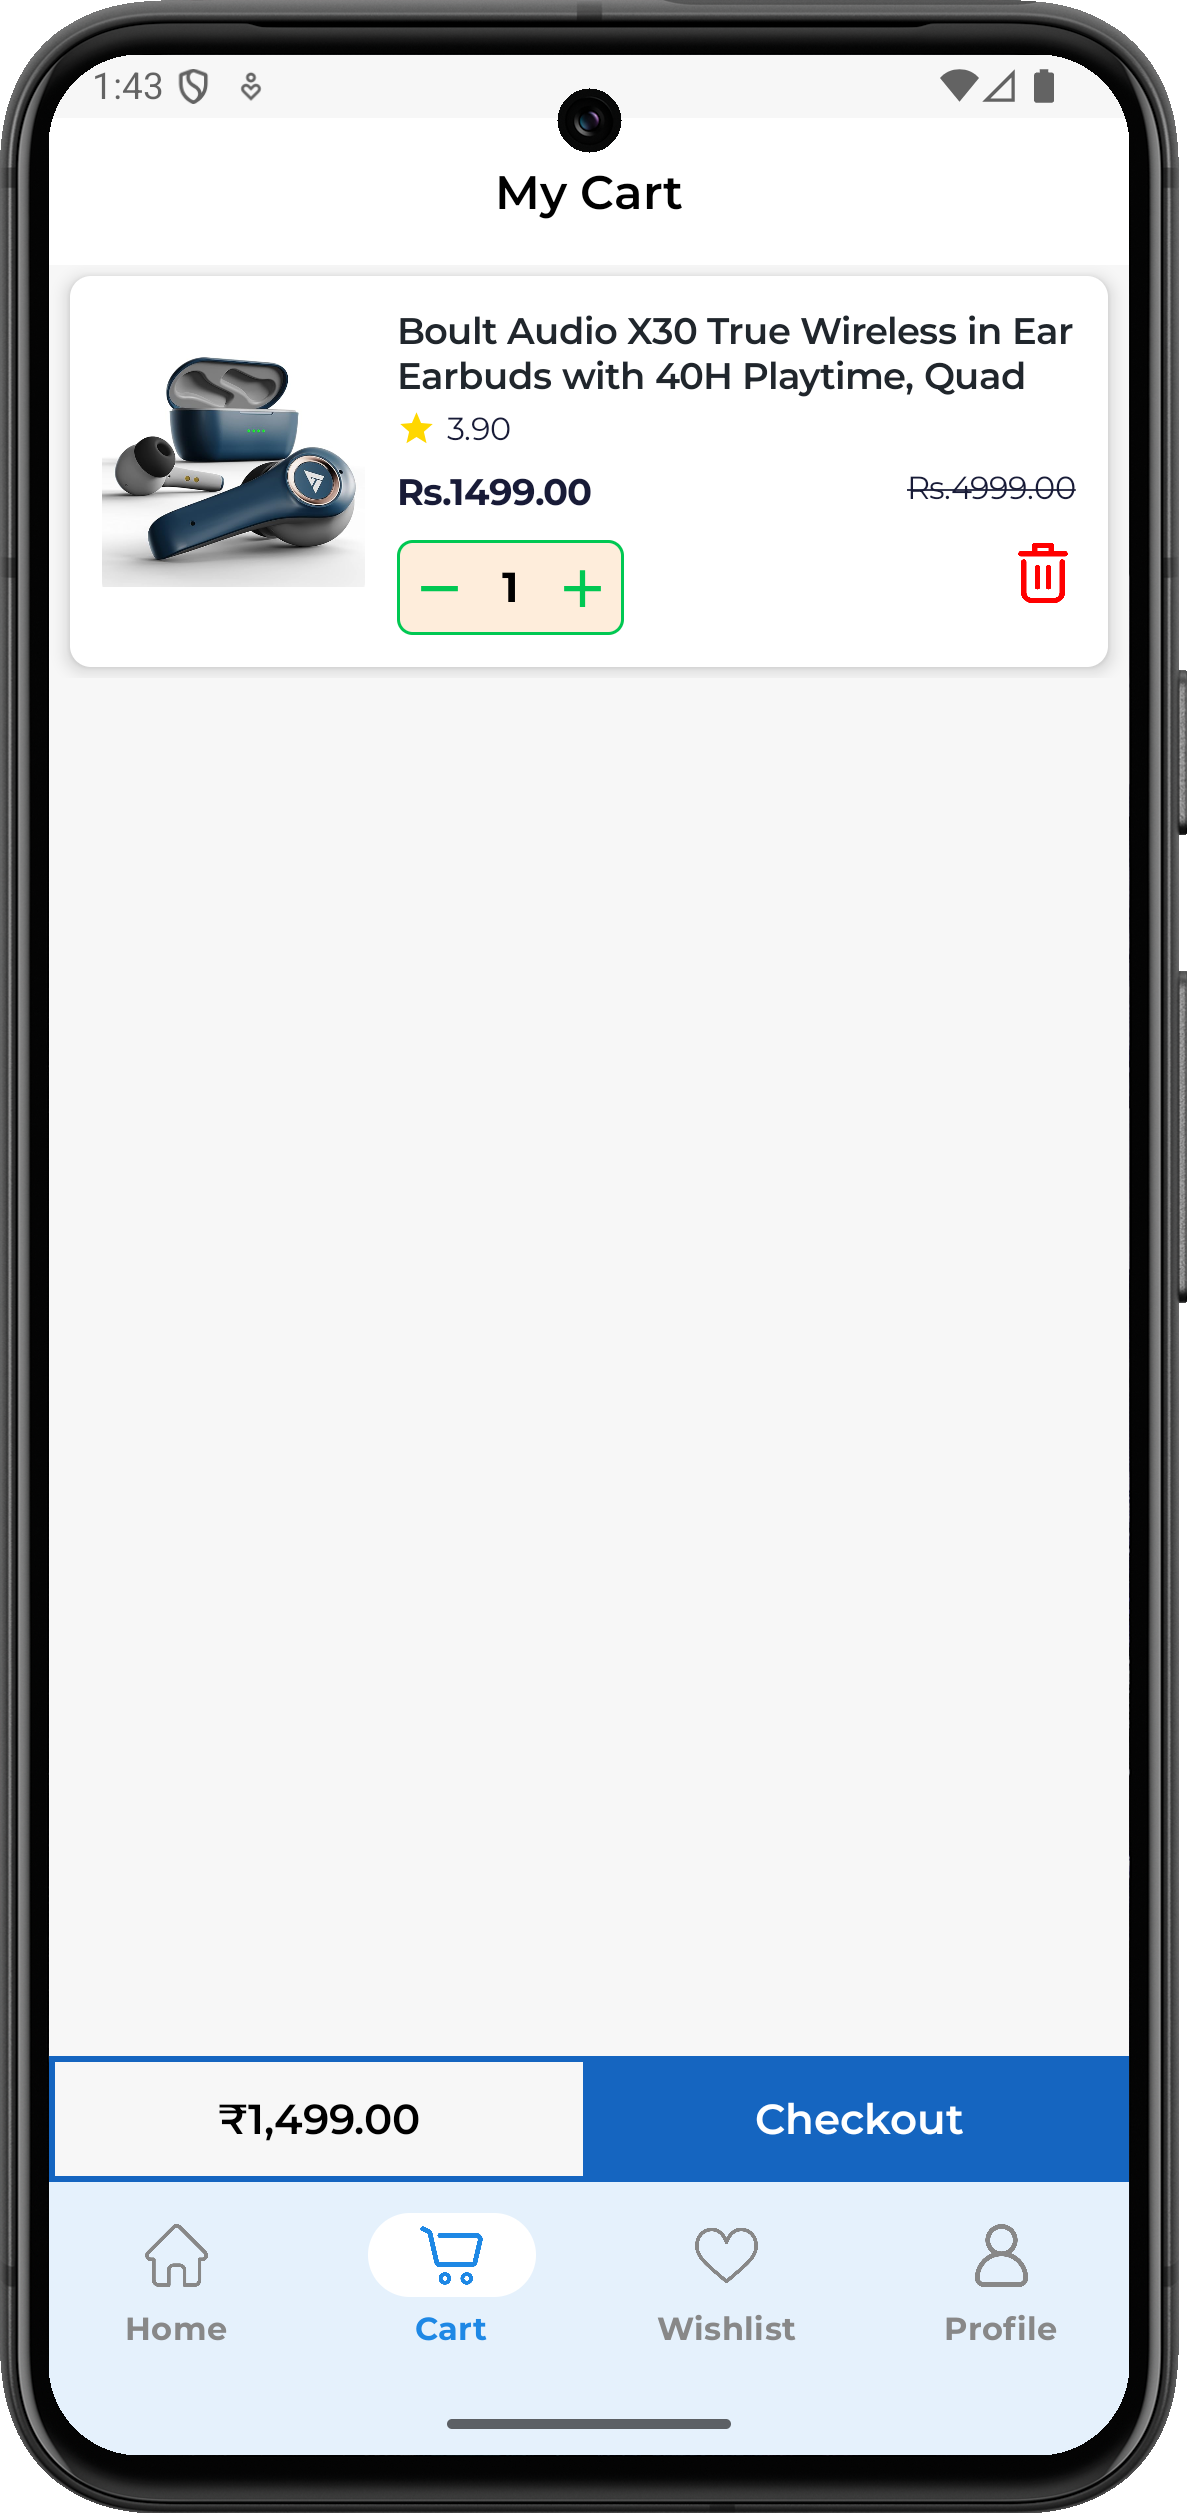 1:43
My Cart
Boult Audio X30 True Wireless in Ear
Earbuds with 40H Playtime, Quad
3.90
Rs.1499.00
Rs.4999.00
1
₹1,499.00
Checkout
Home
Cart
Wishlist
Profile